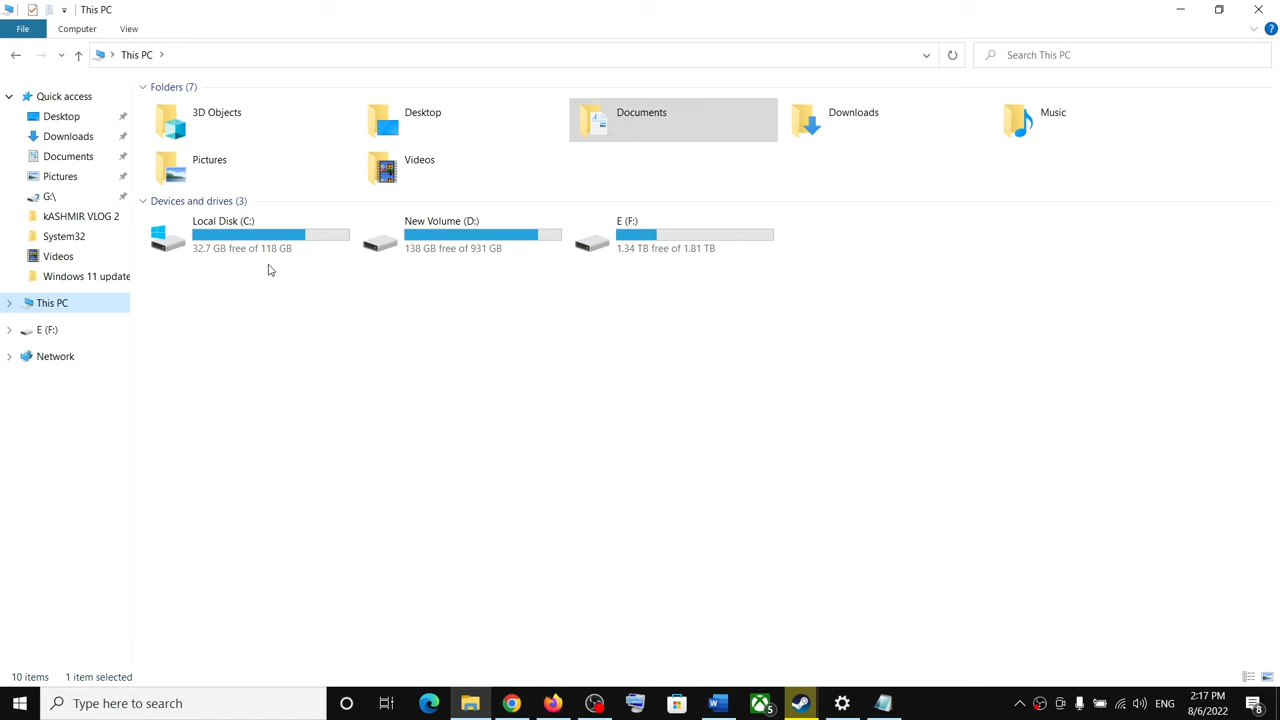 This PC
File
Computer
View
This PC
Search This PC
Quick access
Desktop
Downloads
Documents
Pictures
G:\
kASHMIR VLOG 2
System32
Videos
Windows 11 update
This PC
E (F:)
Network
Folders (7)
3D Objects
Desktop
Documents
Downloads
Music
Pictures
Videos
Devices and drives (3)
Local Disk (C:)
32.7 GB free of 118 GB
New Volume (D:)
138 GB free of 931 GB
E (F:)
1.34 TB free of 1.81 TB
10 items
1 item selected
Type here to search
5
ENG
2:17 PM
8/6/2022
8